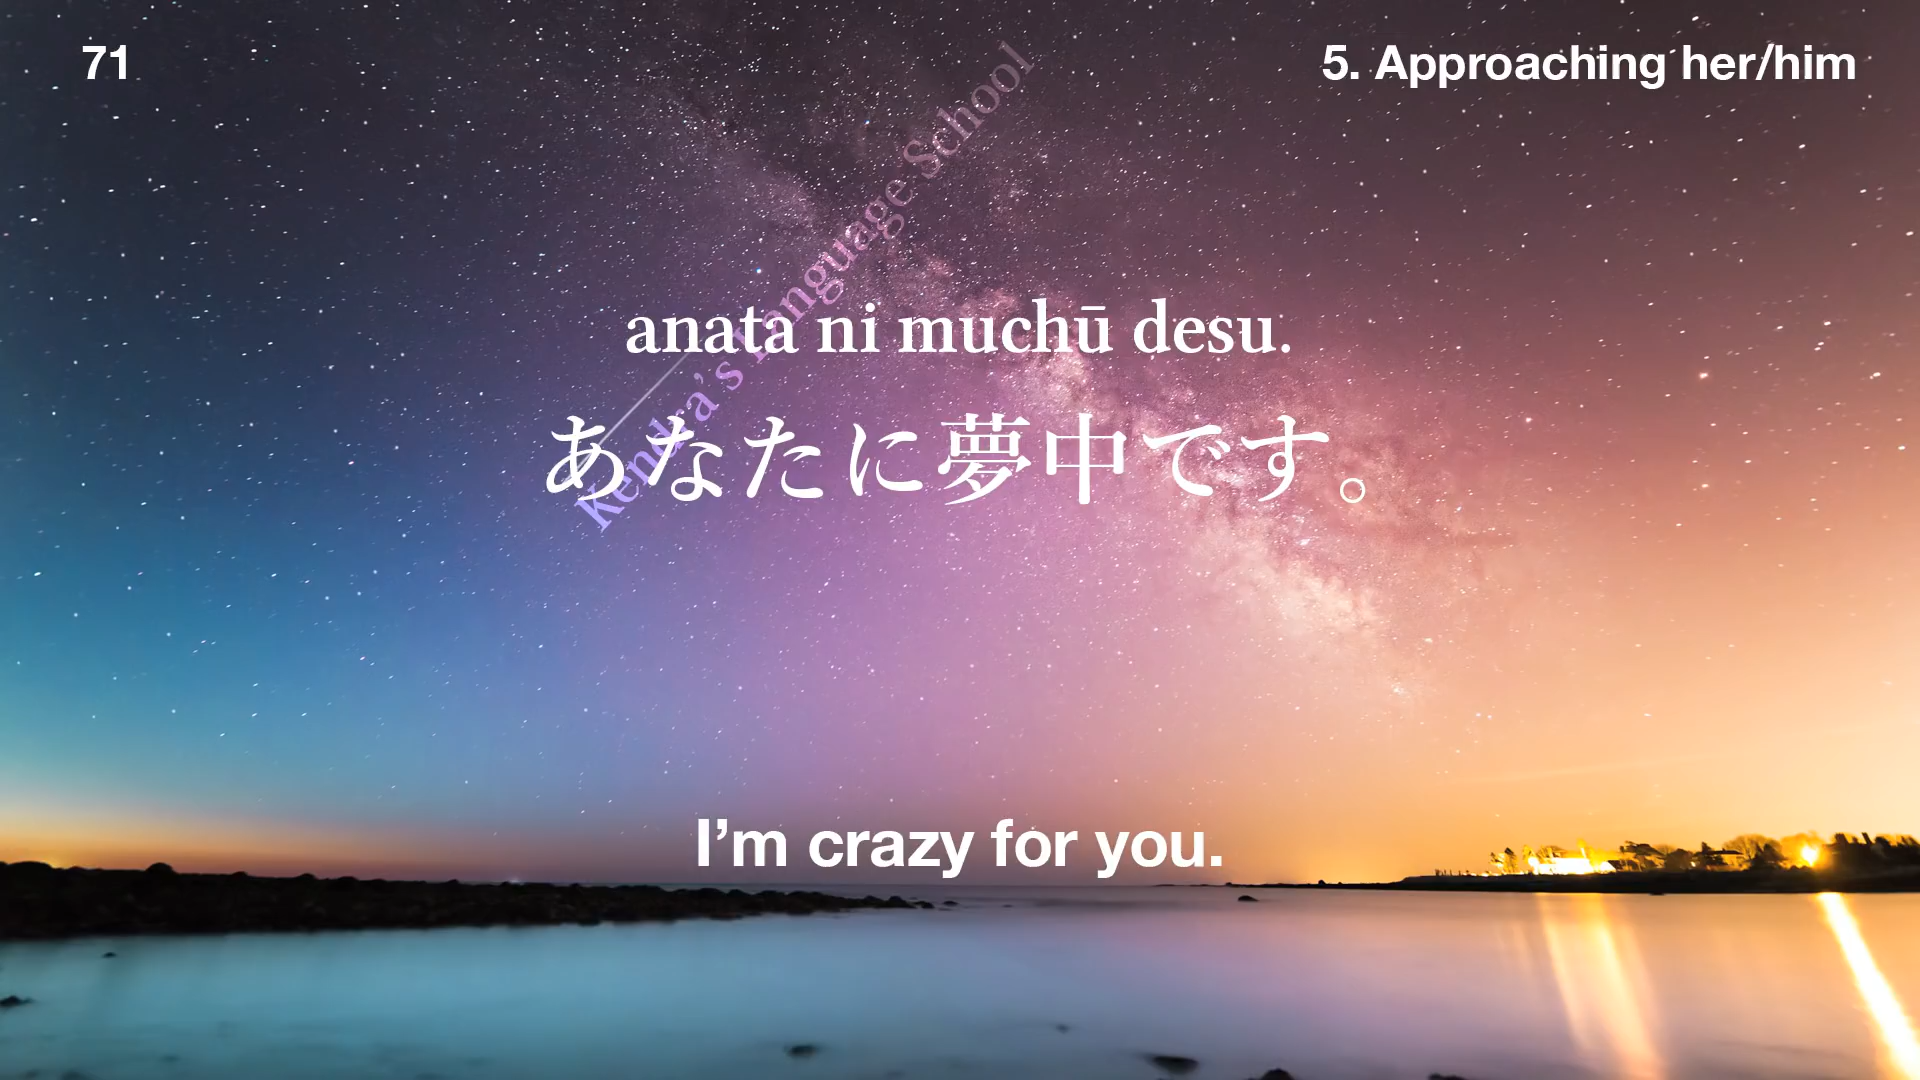 71
5. Approaching her/him
Kendra's Language School
anata ni muchū desu.
あなたに夢中です。
I'm crazy for you.